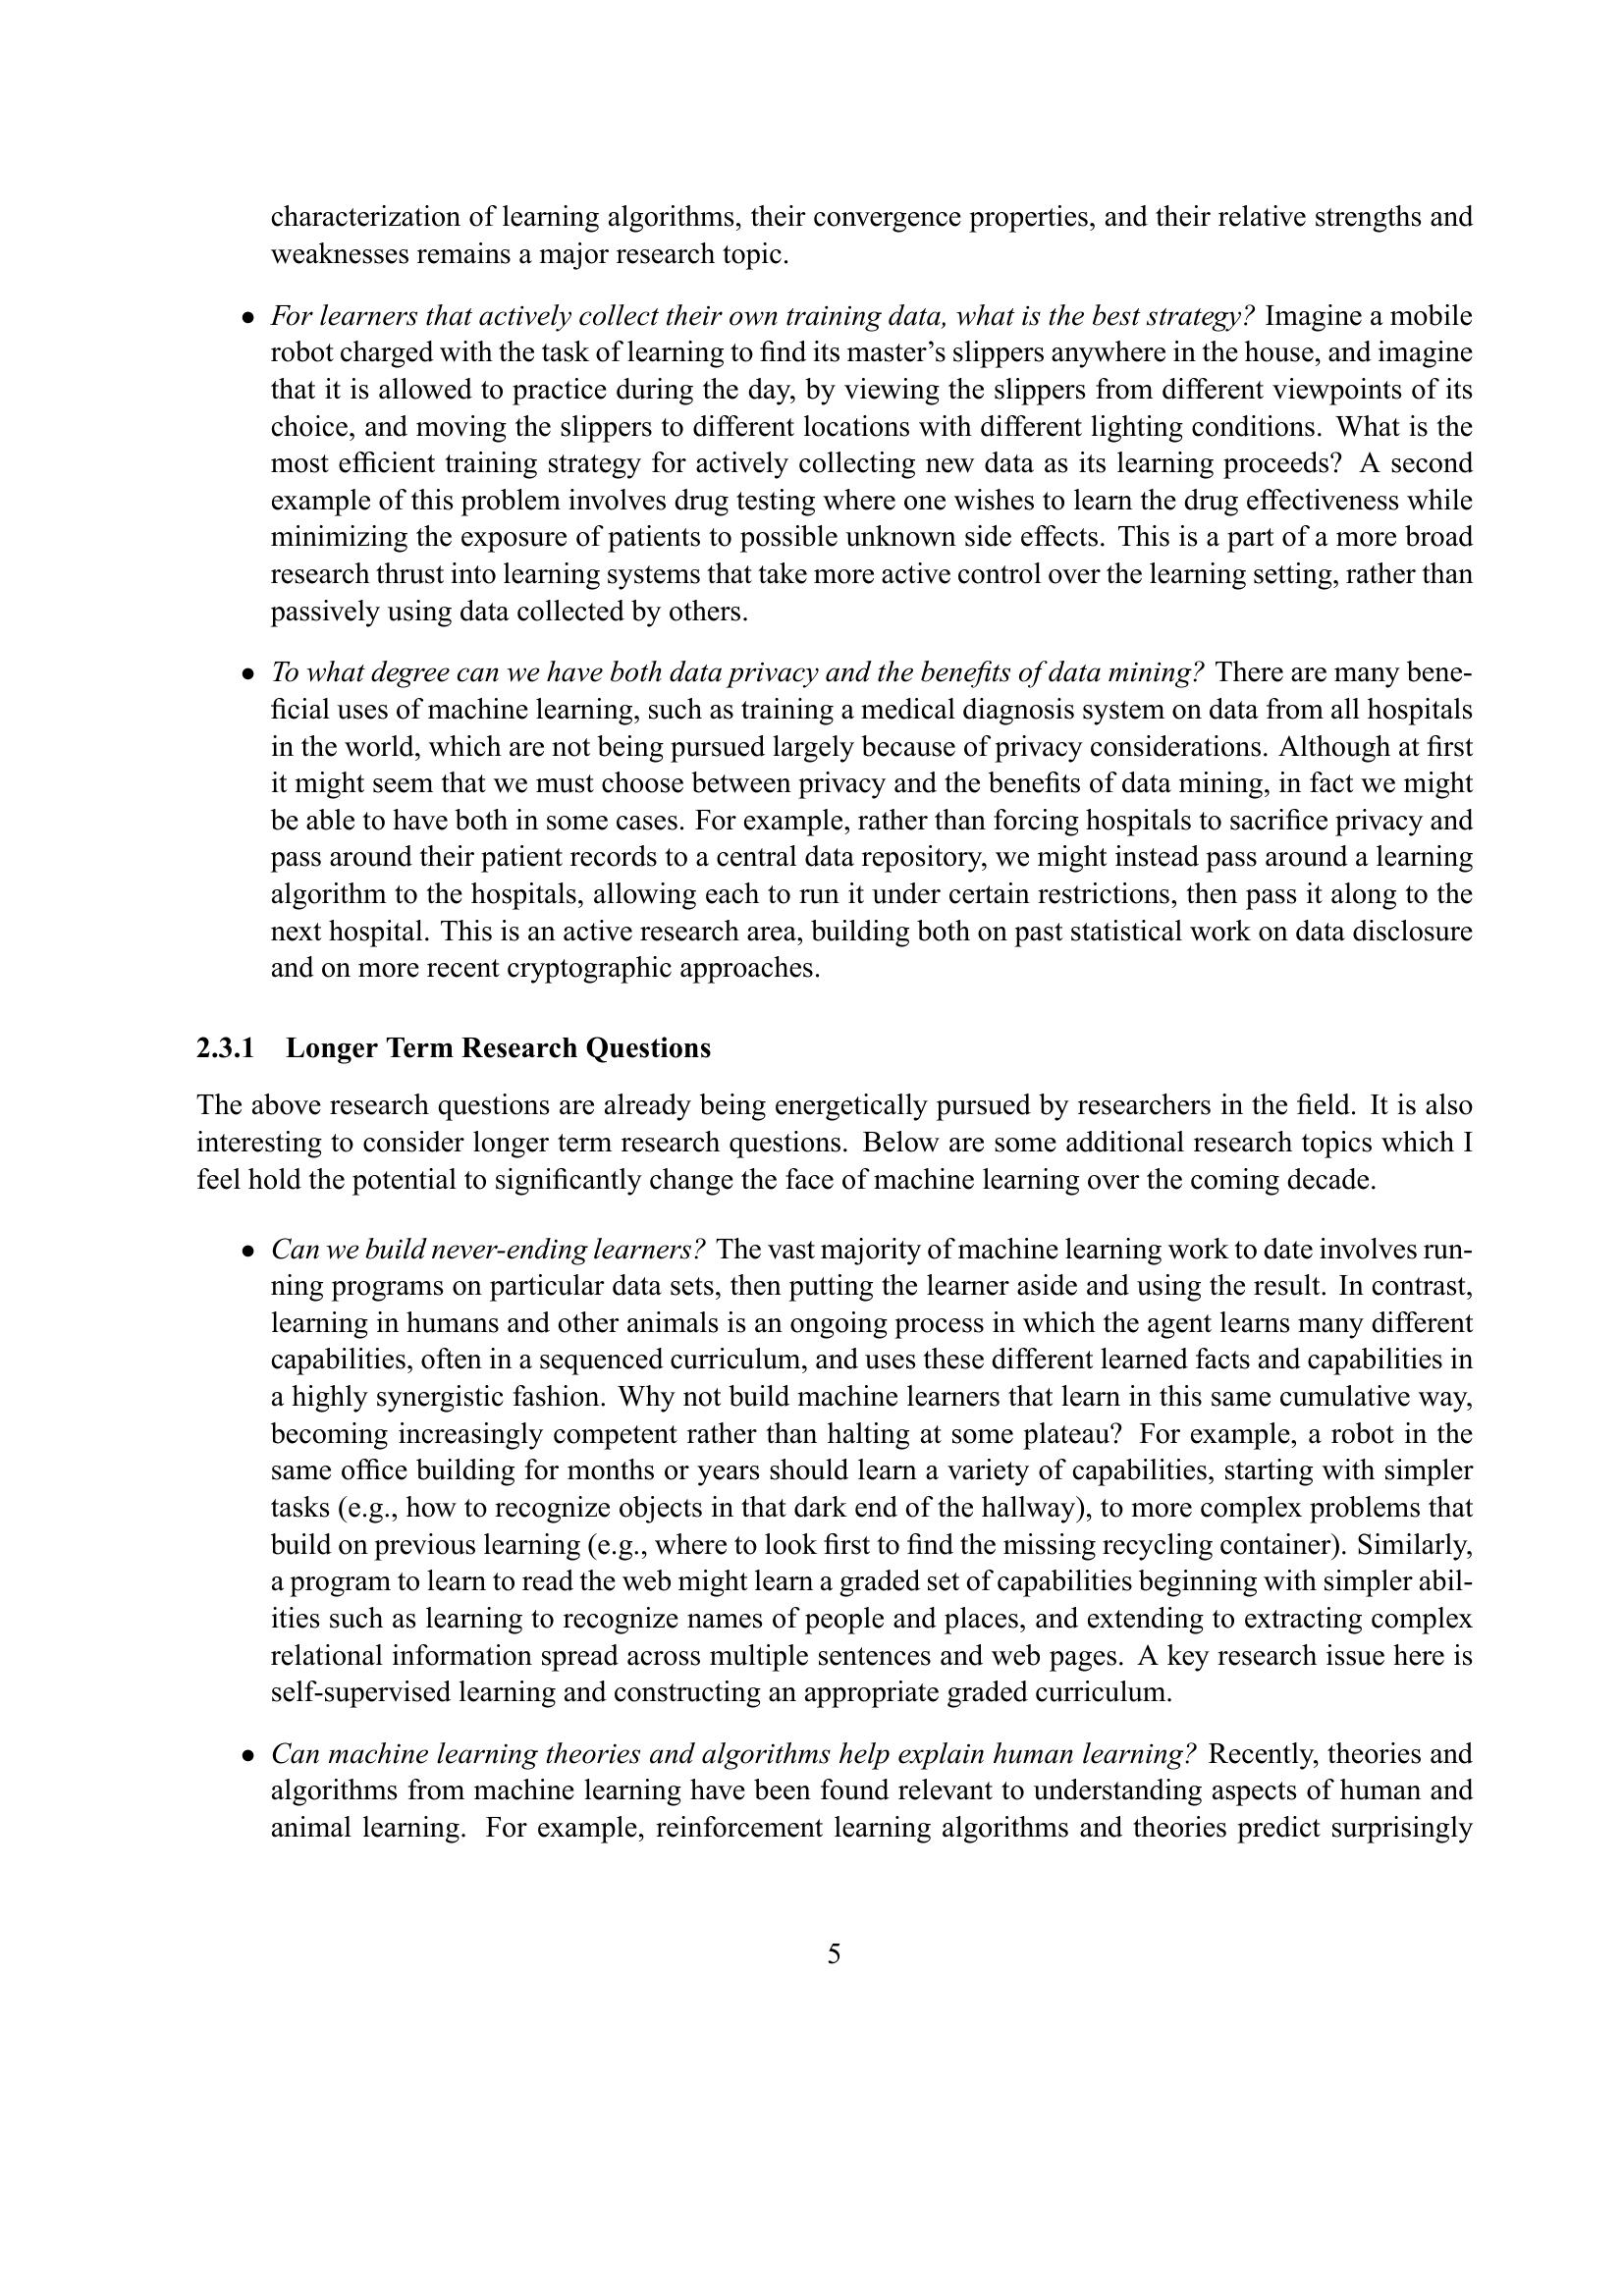 characterization of learning algorithms, their convergence properties, and their relative strengths and
weaknesses remains a major research topic.
• For learners that actively collect their own training data, what is the best strategy? Imagine a mobile
robot charged with the task of learning to find its master's slippers anywhere in the house, and imagine
that it is allowed to practice during the day, by viewing the slippers from different viewpoints of its
choice, and moving the slippers to different locations with different lighting conditions. What is the
most efficient training strategy for actively collecting new data as its learning proceeds? A second
example of this problem involves drug testing where one wishes to learn the drug effectiveness while
minimizing the exposure of patients to possible unknown side effects. This is a part of a more broad
research thrust into learning systems that take more active control over the learning setting, rather than
passively using data collected by others.
• To what degree can we have both data privacy and the benefits of data mining? There are many bene-
ficial uses of machine learning, such as training a medical diagnosis system on data from all hospitals
in the world, which are not being pursued largely because of privacy considerations. Although at first
it might seem that we must choose between privacy and the benefits of data mining, in fact we might
be able to have both in some cases. For example, rather than forcing hospitals to sacrifice privacy and
pass around their patient records to a central data repository, we might instead pass around a learning
algorithm to the hospitals, allowing each to run it under certain restrictions, then pass it along to the
next hospital. This is an active research area, building both on past statistical work on data disclosure
and on more recent cryptographic approaches.
2.3.1 Longer Term Research Questions
The above research questions are already being energetically pursued by researchers in the field. It is also
interesting to consider longer term research questions. Below are some additional research topics which I
feel hold the potential to significantly change the face of machine learning over the coming decade.
• Can we build never-ending learners? The vast majority of machine learning work to date involves run-
ning programs on particular data sets, then putting the learner aside and using the result. In contrast,
learning in humans and other animals is an ongoing process in which the agent learns many different
capabilities, often in a sequenced curriculum, and uses these different learned facts and capabilities in
a highly synergistic fashion. Why not build machine learners that learn in this same cumulative way,
becoming increasingly competent rather than halting at some plateau? For example, a robot in the
same office building for months or years should learn a variety of capabilities, starting with simpler
tasks (e.g., how to recognize objects in that dark end of the hallway), to more complex problems that
build on previous learning (e.g., where to look first to find the missing recycling container). Similarly,
a program to learn to read the web might learn a graded set of capabilities beginning with simpler abil-
ities such as learning to recognize names of people and places, and extending to extracting complex
relational information spread across multiple sentences and web pages. A key research issue here is
self-supervised learning and constructing an appropriate graded curriculum.
• Can machine learning theories and algorithms help explain human learning? Recently, theories and
algorithms from machine learning have been found relevant to understanding aspects of human and
animal learning. For example, reinforcement learning algorithms and theories predict surprisingly
5